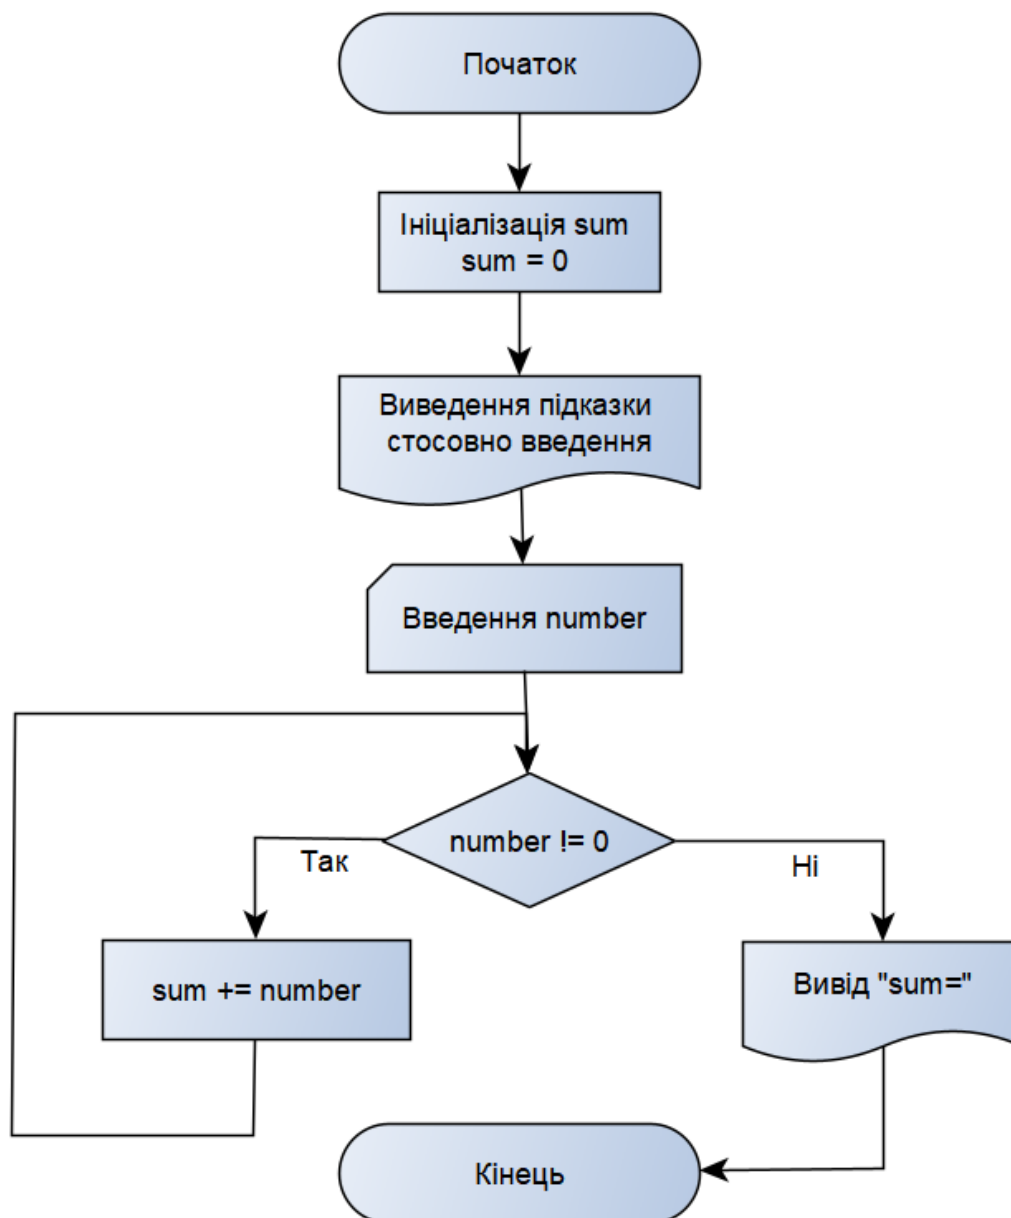 Початок
Ініціалізація sum
sum = 0
Виведення підказки
стосовно введення
Введення number
number != 0
Так
Ні
sum += number
Вивід "sum="
Кінець